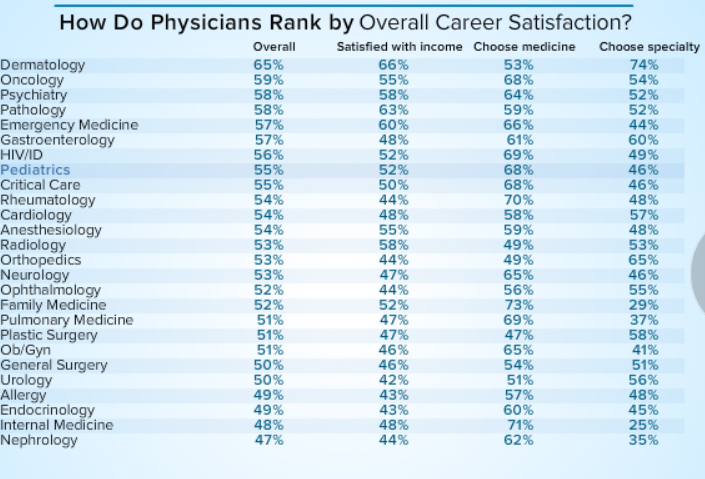 How Do Physicians Rank by Overall Career Satisfaction?
Overall Satisfied with income Choose medicine Choose specialty
Dermatology 65% 66% 53% 74%
Oncology 59% 55% 68% 54%
Psychiatry 58% 58% 64% 52%
Pathology 58% 63% 59% 52%
Emergency Medicine 57% 60% 66% 44%
Gastroenterology 57% 48% 61% 60%
HIV/ID 56% 52% 69% 49%
Pediatrics 55% 52% 68% 46%
Critical Care 55% 50% 68% 46%
Rheumatology 54% 44% 70% 48%
Cardiology 54% 48% 58% 57%
Anesthesiology 54% 55% 59% 48%
Radiology 53% 58% 49% 53%
Orthopedics 53% 44% 49% 65%
Neurology 53% 47% 65% 46%
Ophthalmology 52% 44% 56% 55%
Family Medicine 52% 52% 73% 29%
Pulmonary Medicine 51% 47% 69% 37%
Plastic Surgery 51% 47% 47% 58%
Ob/Gyn 51% 46% 65% 41%
General Surgery 50% 46% 54% 51%
Urology 50% 42% 51% 56%
Allergy 49% 43% 57% 48%
Endocrinology 49% 43% 60% 45%
Internal Medicine 48% 48% 71% 25%
Nephrology 47% 44% 62% 35%